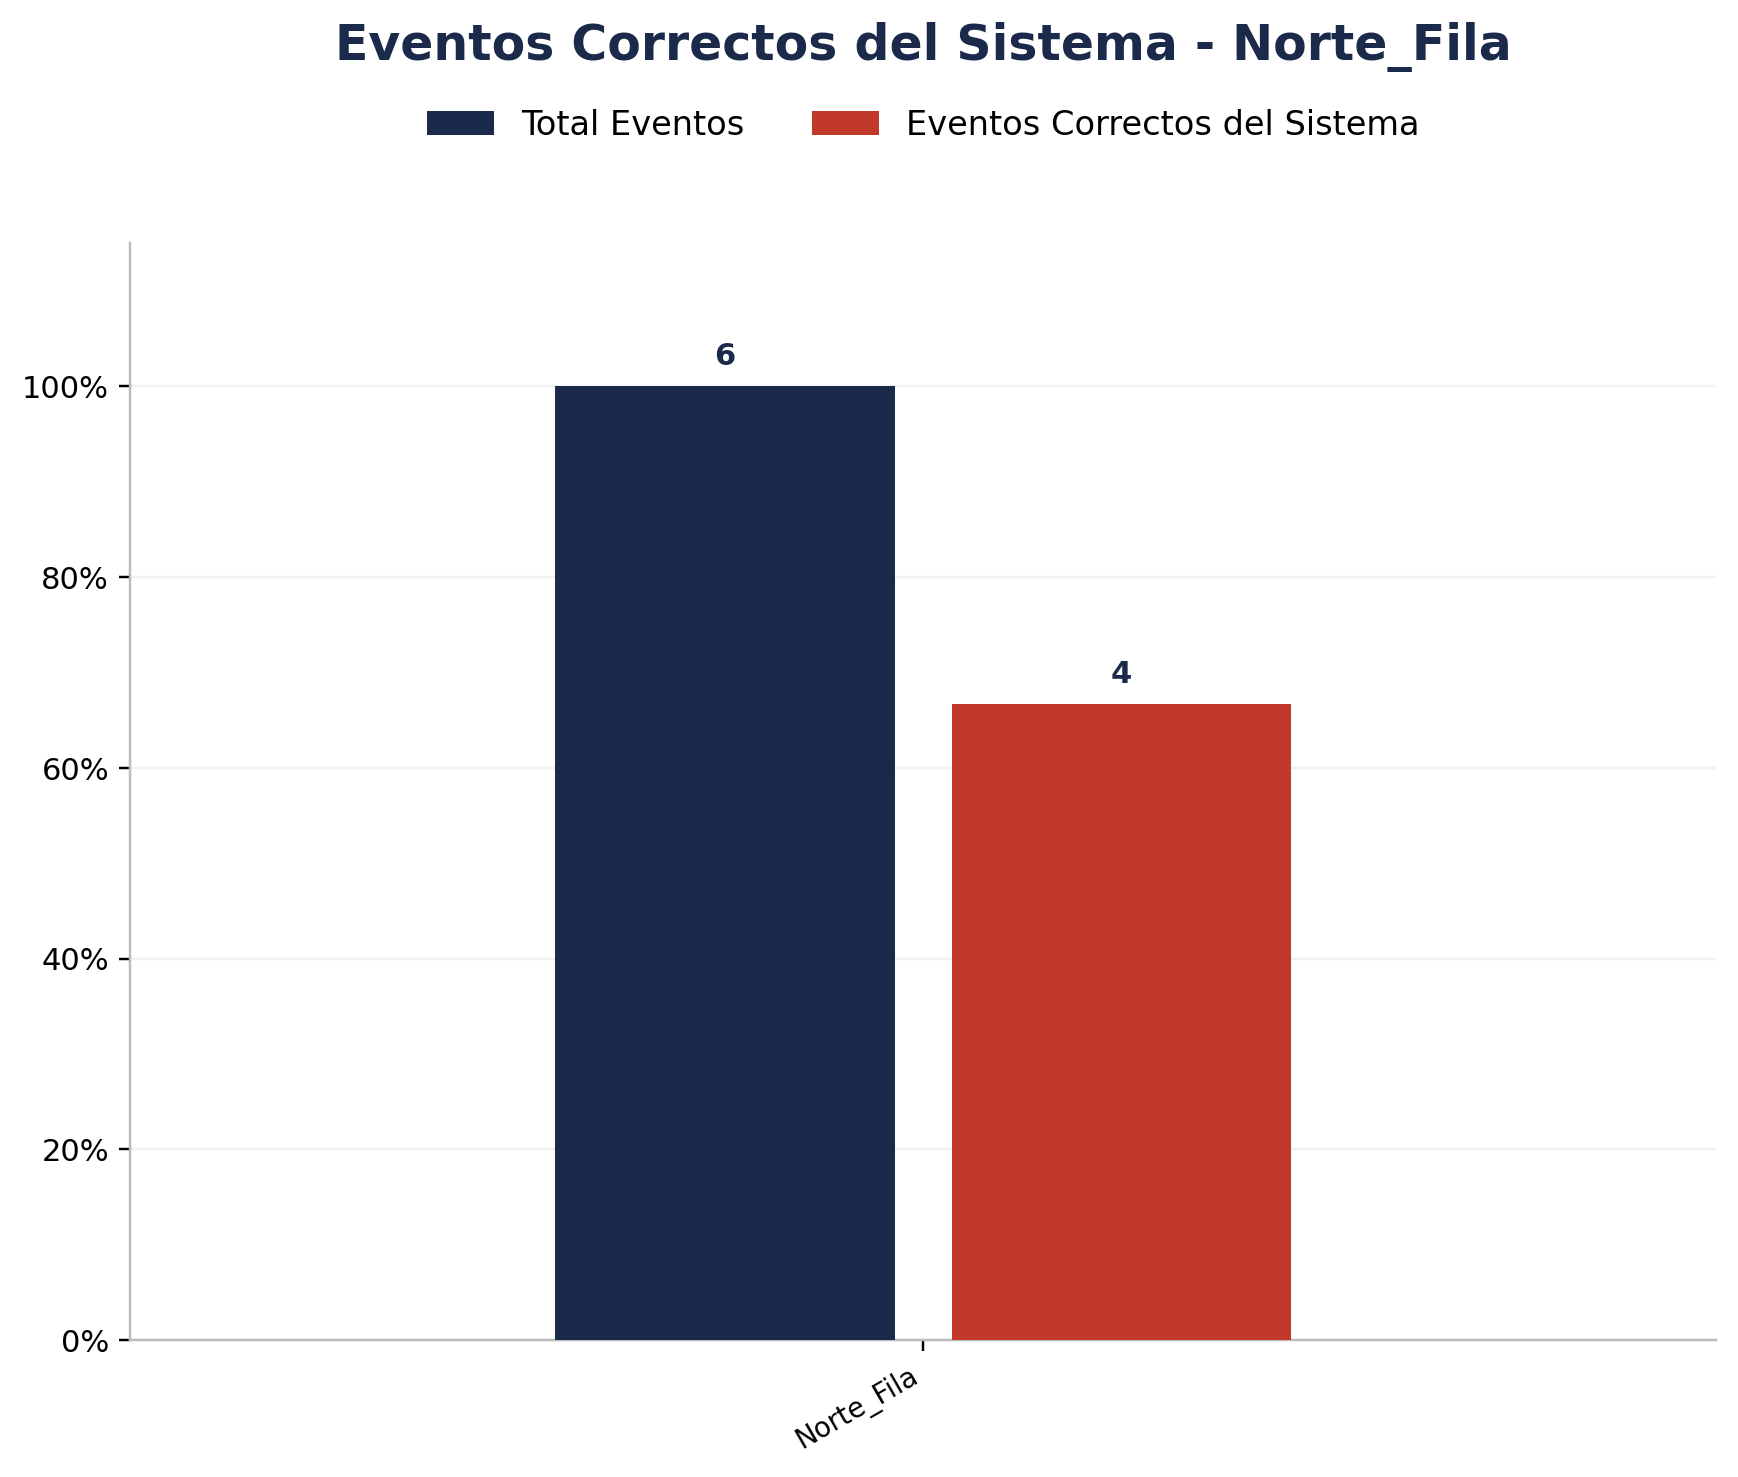 Eventos Correctos del Sistema - Norte_Fila
Total Eventos
Eventos Correctos del Sistema
6
100%
80%
4
60%
40%
20%
0%
Norte_Fila